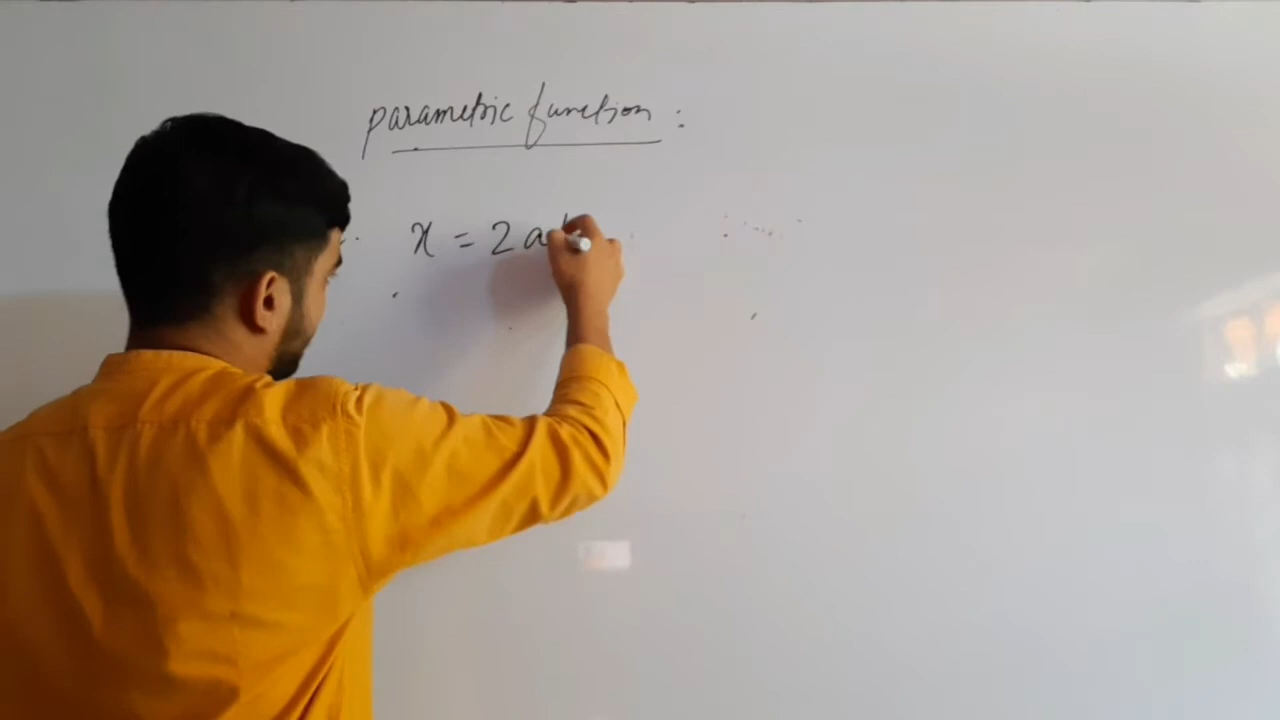 parametric function :
x = 2a